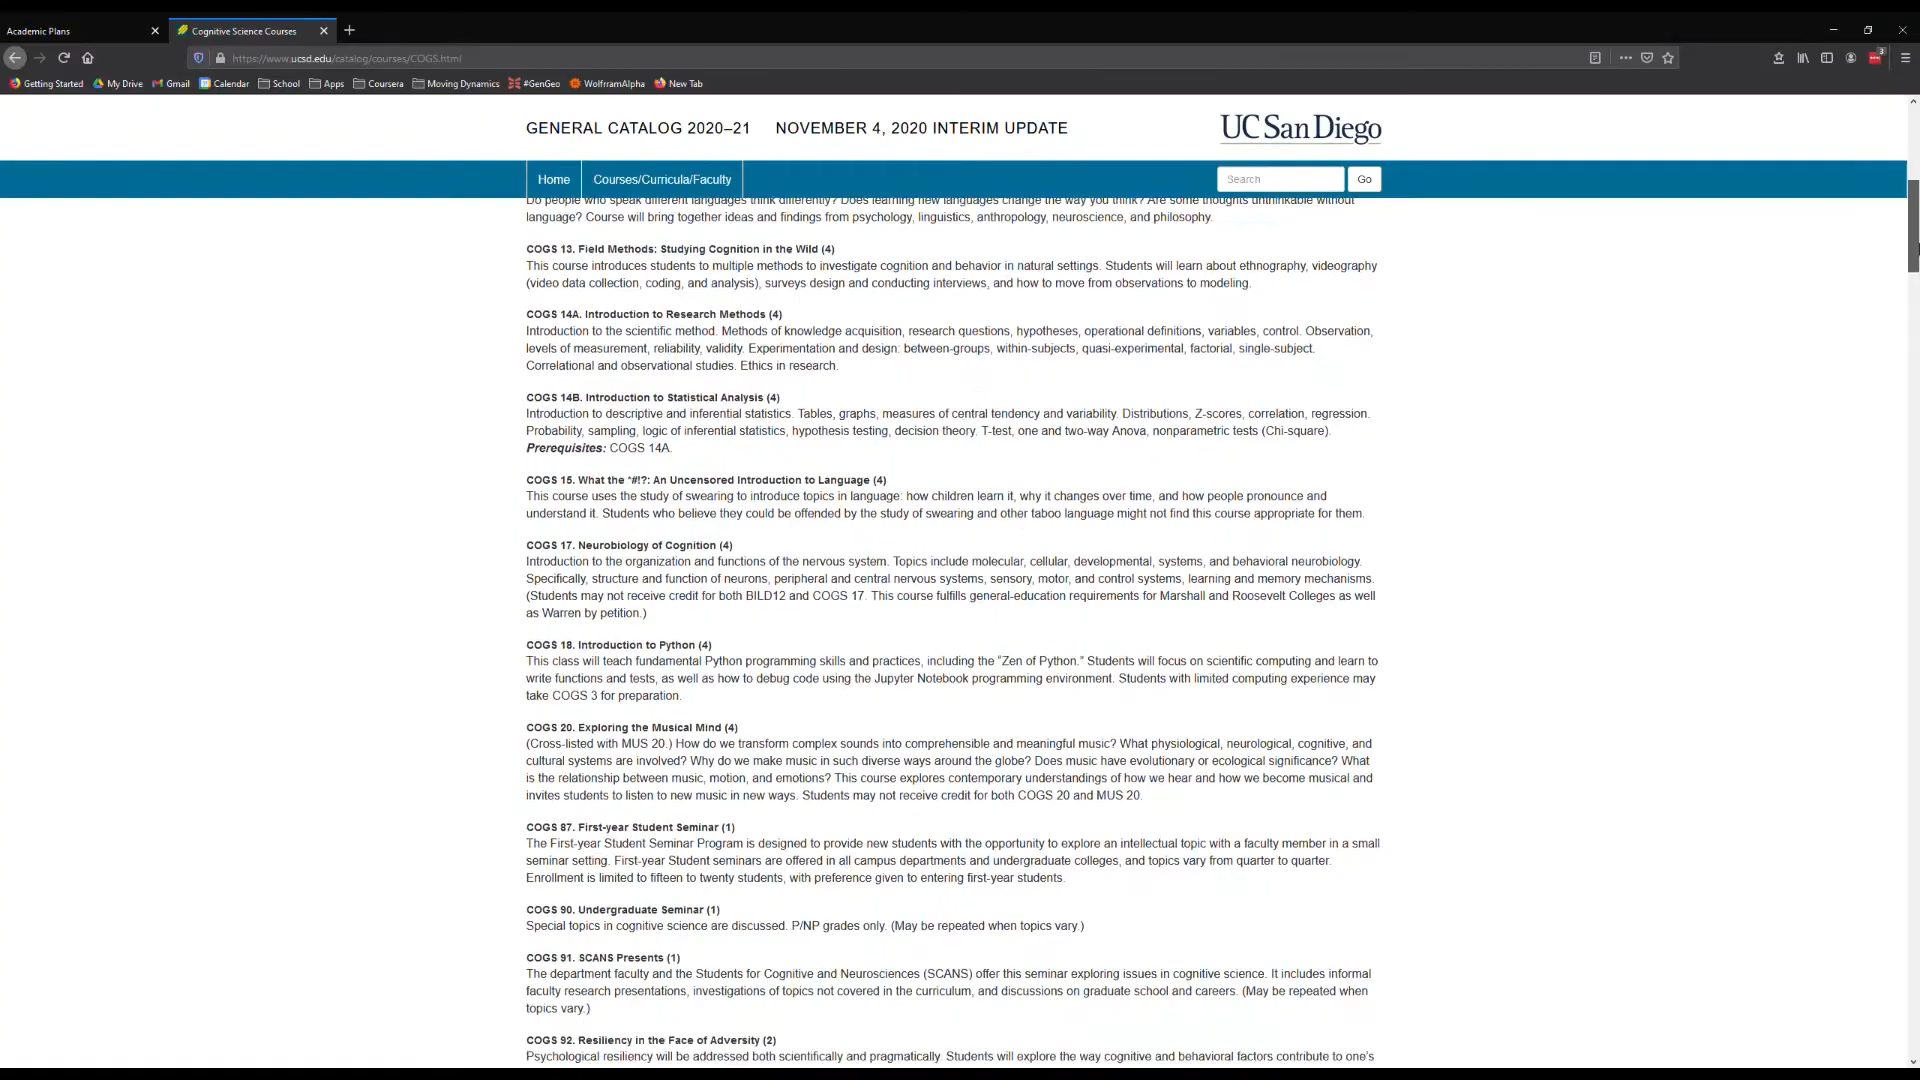 Academic Plans
Cognitive Science Courses
https://www.ucsd.edu/catalog/courses/COGS.html
3
Getting Started My Drive Gmail Calendar School Apps Coursera Moving Dynamics #GenGeo WolframAlpha New Tab
GENERAL CATALOG 2020–21 NOVEMBER 4, 2020 INTERIM UPDATE
UC San Diego
Home Courses/Curricula/Faculty Search Go
Do people who speak different languages think differently? Does learning new languages change the way you think? Are some thoughts unthinkable without
language? Course will bring together ideas and findings from psychology, linguistics, anthropology, neuroscience, and philosophy.
COGS 13. Field Methods: Studying Cognition in the Wild (4)
This course introduces students to multiple methods to investigate cognition and behavior in natural settings. Students will learn about ethnography, videography
(video data collection, coding, and analysis), surveys design and conducting interviews, and how to move from observations to modeling.
COGS 14A. Introduction to Research Methods (4)
Introduction to the scientific method. Methods of knowledge acquisition, research questions, hypotheses, operational definitions, variables, control. Observation,
levels of measurement, reliability, validity. Experimentation and design: between-groups, within-subjects, quasi-experimental, factorial, single-subject.
Correlational and observational studies. Ethics in research.
COGS 14B. Introduction to Statistical Analysis (4)
Introduction to descriptive and inferential statistics. Tables, graphs, measures of central tendency and variability. Distributions, Z-scores, correlation, regression.
Probability, sampling, logic of inferential statistics, hypothesis testing, decision theory. T-test, one and two-way Anova, nonparametric tests (Chi-square).
Prerequisites: COGS 14A.
COGS 15. What the *#!?: An Uncensored Introduction to Language (4)
This course uses the study of swearing to introduce topics in language: how children learn it, why it changes over time, and how people pronounce and
understand it. Students who believe they could be offended by the study of swearing and other taboo language might not find this course appropriate for them.
COGS 17. Neurobiology of Cognition (4)
Introduction to the organization and functions of the nervous system. Topics include molecular, cellular, developmental, systems, and behavioral neurobiology.
Specifically, structure and function of neurons, peripheral and central nervous systems, sensory, motor, and control systems, learning and memory mechanisms.
(Students may not receive credit for both BILD12 and COGS 17. This course fulfills general-education requirements for Marshall and Roosevelt Colleges as well
as Warren by petition.)
COGS 18. Introduction to Python (4)
This class will teach fundamental Python programming skills and practices, including the “Zen of Python.” Students will focus on scientific computing and learn to
write functions and tests, as well as how to debug code using the Jupyter Notebook programming environment. Students with limited computing experience may
take COGS 3 for preparation.
COGS 20. Exploring the Musical Mind (4)
(Cross-listed with MUS 20.) How do we transform complex sounds into comprehensible and meaningful music? What physiological, neurological, cognitive, and
cultural systems are involved? Why do we make music in such diverse ways around the globe? Does music have evolutionary or ecological significance? What
is the relationship between music, motion, and emotions? This course explores contemporary understandings of how we hear and how we become musical and
invites students to listen to new music in new ways. Students may not receive credit for both COGS 20 and MUS 20.
COGS 87. First-year Student Seminar (1)
The First-year Student Seminar Program is designed to provide new students with the opportunity to explore an intellectual topic with a faculty member in a small
seminar setting. First-year Student seminars are offered in all campus departments and undergraduate colleges, and topics vary from quarter to quarter.
Enrollment is limited to fifteen to twenty students, with preference given to entering first-year students.
COGS 90. Undergraduate Seminar (1)
Special topics in cognitive science are discussed. P/NP grades only. (May be repeated when topics vary.)
COGS 91. SCANS Presents (1)
The department faculty and the Students for Cognitive and Neurosciences (SCANS) offer this seminar exploring issues in cognitive science. It includes informal
faculty research presentations, investigations of topics not covered in the curriculum, and discussions on graduate school and careers. (May be repeated when
topics vary.)
COGS 92. Resiliency in the Face of Adversity (2)
Psychological resiliency will be addressed both scientifically and pragmatically. Students will explore the way cognitive and behavioral factors contribute to one’s